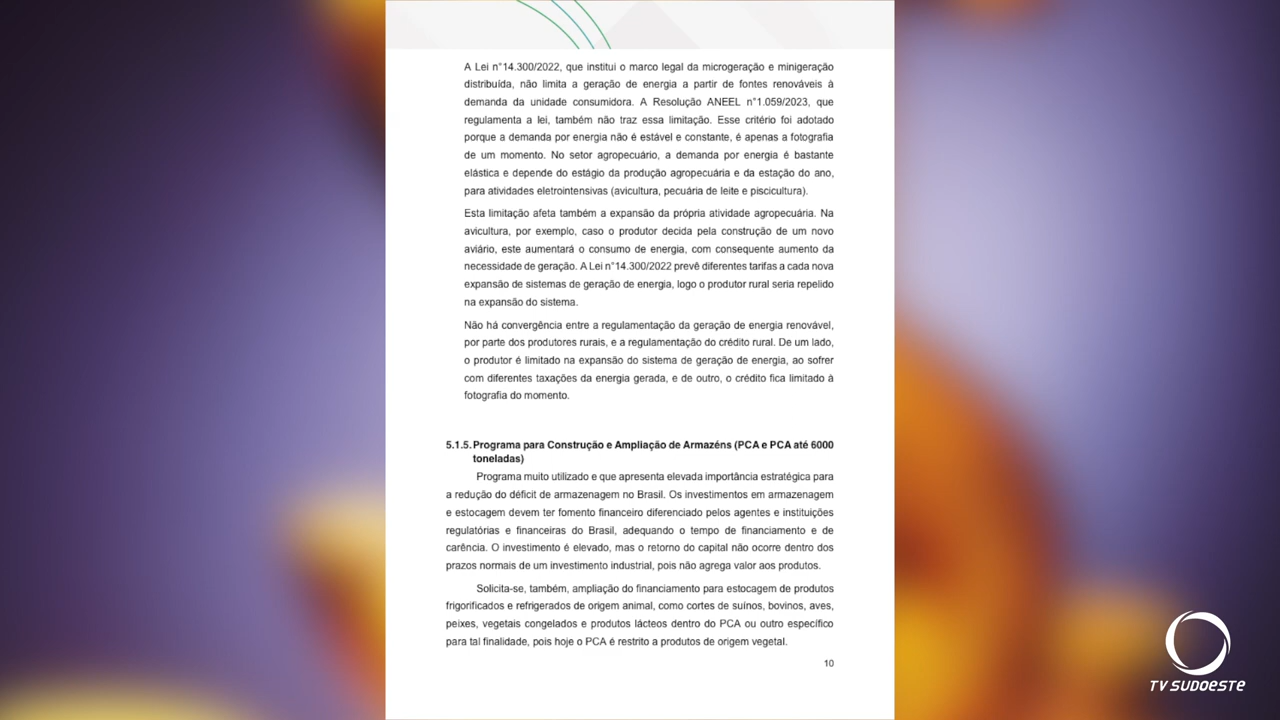 A Lei n°14.300/2022, que institui o marco legal da microgeração e minigeração
distribuída, não limita a geração de energia a partir de fontes renováveis à
demanda da unidade consumidora. A Resolução ANEEL n°1.059/2023, que
regulamenta a lei, também não traz essa limitação. Esse critério foi adotado
porque a demanda por energia não é estável e constante, é apenas a fotografia
de um momento. No setor agropecuário, a demanda por energia é bastante
elástica e depende do estágio da produção agropecuária e da estação do ano,
para atividades eletrointensivas (avicultura, pecuária de leite e piscicultura).
Esta limitação afeta também a expansão da própria atividade agropecuária. Na
avicultura, por exemplo, caso o produtor decida pela construção de um novo
aviário, este aumentará o consumo de energia, com consequente aumento da
necessidade de geração. A Lei n°14.300/2022 prevê diferentes tarifas a cada nova
expansão de sistemas de geração de energia, logo o produtor rural seria repelido
na expansão do sistema.
Não há convergência entre a regulamentação da geração de energia renovável,
por parte dos produtores rurais, e a regulamentação do crédito rural. De um lado,
o produtor é limitado na expansão do sistema de geração de energia, ao sofrer
com diferentes taxações da energia gerada, e de outro, o crédito fica limitado à
fotografia do momento.
5.1.5. Programa para Construção e Ampliação de Armazéns (PCA e PCA até 6000
toneladas)
Programa muito utilizado e que apresenta elevada importância estratégica para
a redução do déficit de armazenagem no Brasil. Os investimentos em armazenagem
e estocagem devem ter fomento financeiro diferenciado pelos agentes e instituições
regulatórias e financeiras do Brasil, adequando o tempo de financiamento e de
carência. O investimento é elevado, mas o retorno do capital não ocorre dentro dos
prazos normais de um investimento industrial, pois não agrega valor aos produtos.
Solicita-se, também, ampliação do financiamento para estocagem de produtos
frigorificados e refrigerados de origem animal, como cortes de suínos, bovinos, aves,
peixes, vegetais congelados e produtos lácteos dentro do PCA ou outro específico
para tal finalidade, pois hoje o PCA é restrito a produtos de origem vegetal.
10
TV SUDOESTE